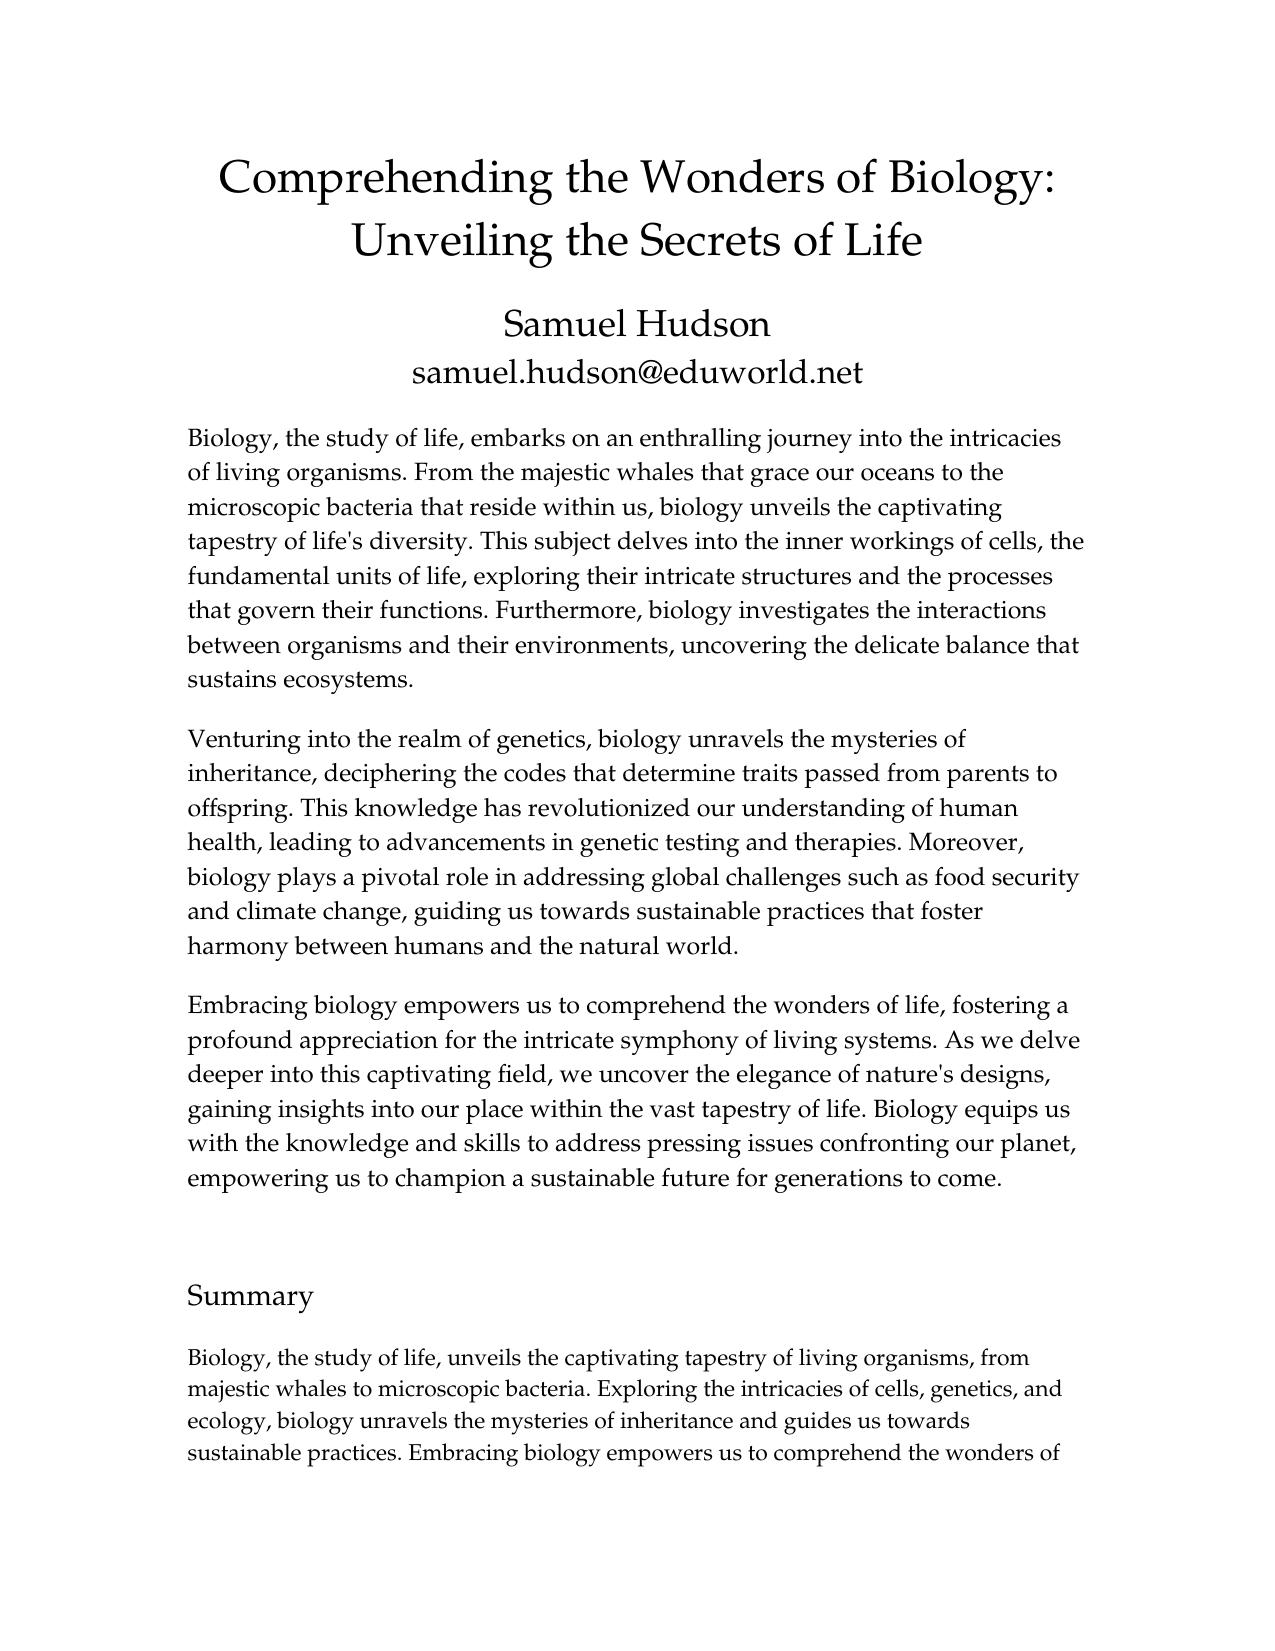 Comprehending the Wonders of Biology:
Unveiling the Secrets of Life
Samuel Hudson
samuel.hudson@eduworld.net
Biology, the study of life, embarks on an enthralling journey into the intricacies
of living organisms. From the majestic whales that grace our oceans to the
microscopic bacteria that reside within us, biology unveils the captivating
tapestry of life's diversity. This subject delves into the inner workings of cells, the
fundamental units of life, exploring their intricate structures and the processes
that govern their functions. Furthermore, biology investigates the interactions
between organisms and their environments, uncovering the delicate balance that
sustains ecosystems.
Venturing into the realm of genetics, biology unravels the mysteries of
inheritance, deciphering the codes that determine traits passed from parents to
offspring. This knowledge has revolutionized our understanding of human
health, leading to advancements in genetic testing and therapies. Moreover,
biology plays a pivotal role in addressing global challenges such as food security
and climate change, guiding us towards sustainable practices that foster
harmony between humans and the natural world.
Embracing biology empowers us to comprehend the wonders of life, fostering a
profound appreciation for the intricate symphony of living systems. As we delve
deeper into this captivating field, we uncover the elegance of nature's designs,
gaining insights into our place within the vast tapestry of life. Biology equips us
with the knowledge and skills to address pressing issues confronting our planet,
empowering us to champion a sustainable future for generations to come.
Summary
Biology, the study of life, unveils the captivating tapestry of living organisms, from
majestic whales to microscopic bacteria. Exploring the intricacies of cells, genetics, and
ecology, biology unravels the mysteries of inheritance and guides us towards
sustainable practices. Embracing biology empowers us to comprehend the wonders of